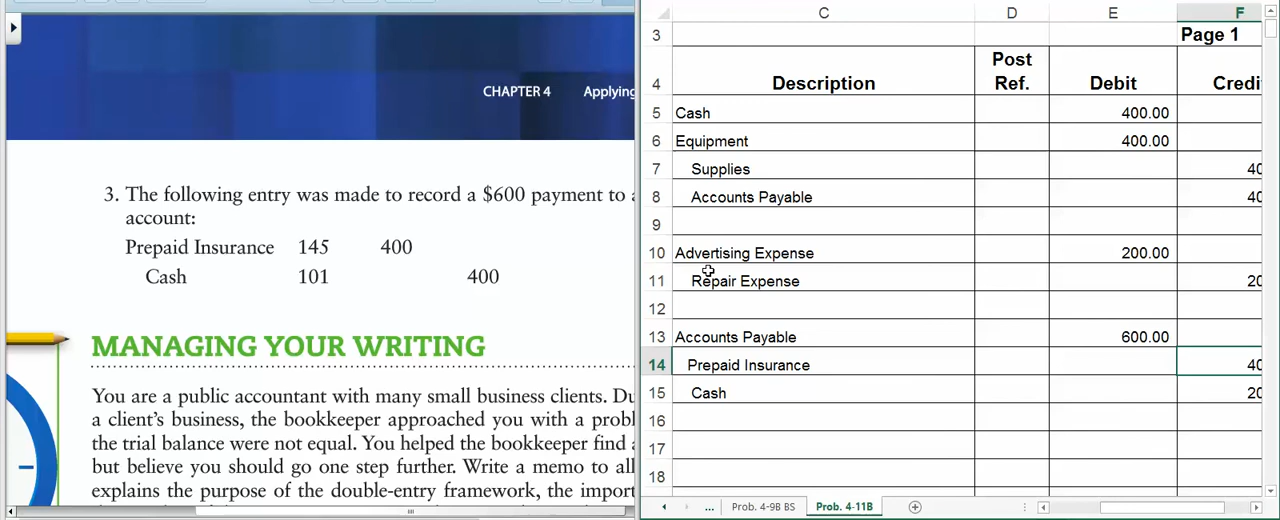 CHAPTER 4 Applying
3. The following entry was made to record a $600 payment to
account:
Prepaid Insurance 145 400
Cash 101 400
MANAGING YOUR WRITING
You are a public accountant with many small business clients.
a client's business, the bookkeeper approached you with a
the trial balance were not equal. You helped the bookkeeper find
but believe you should go one step further. Write a memo to
explains the purpose of the double-entry framework, the
C D E F
3 Page 1
Post
4 Description Ref. Debit
5 Cash 400.00
6 Equipment 400.00
7 Supplies 40
8 Accounts Payable 40
9
10 Advertising Expense 200.00
11 Repair Expense 20
12
13 Accounts Payable 600.00
14 Prepaid Insurance 40
15 Cash 20
16
17
18
... Prob. 4-9B BS Prob. 4-11B